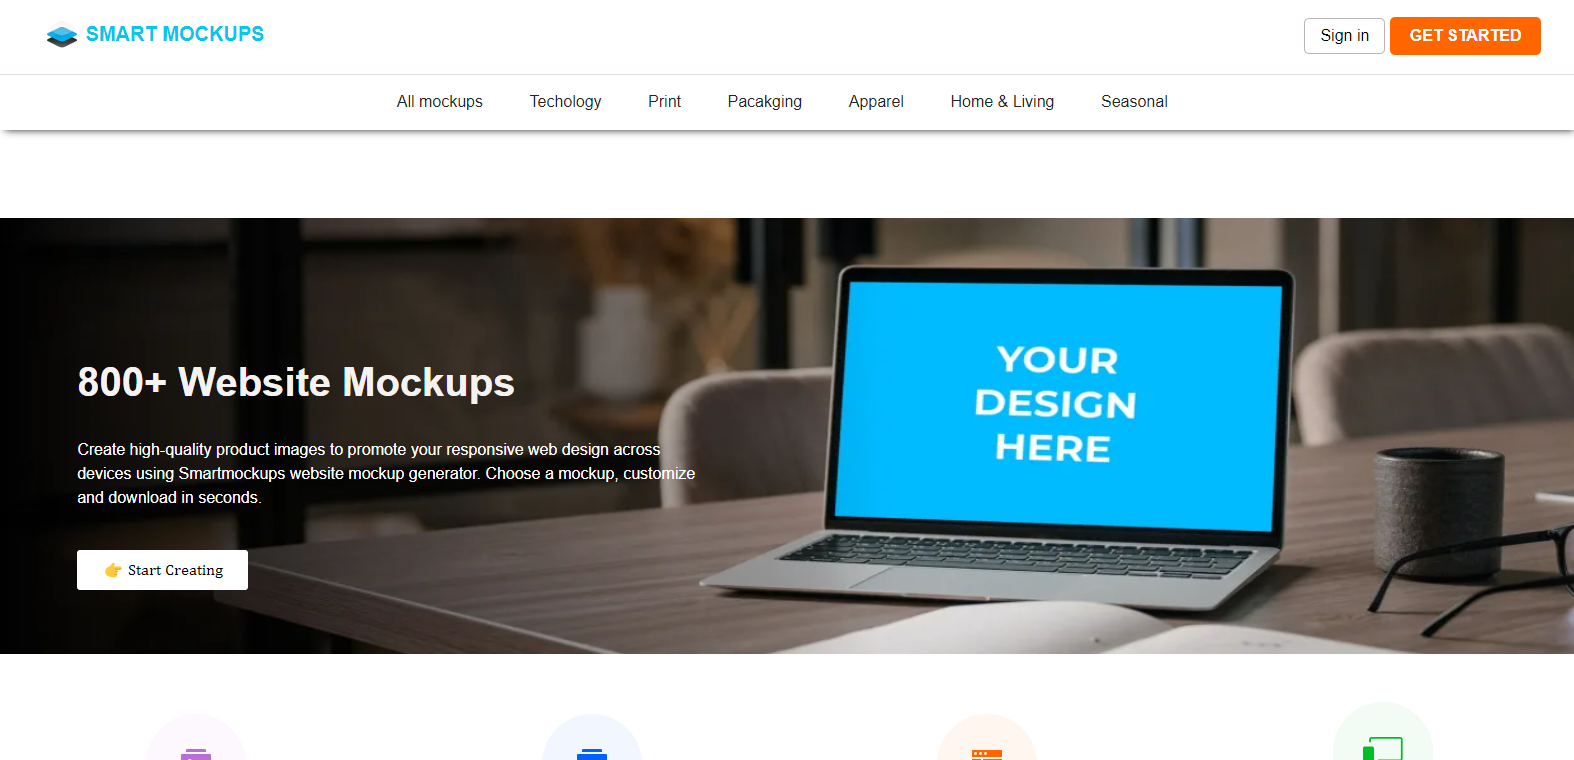 SMART MOCKUPS
Sign in
GET STARTED
All mockups
Techology
Print
Pacakging
Apparel
Home & Living
Seasonal
800+ Website Mockups
Create high-quality product images to promote your responsive web design across
devices using Smartmockups website mockup generator. Choose a mockup, customize
and download in seconds.
👉 Start Creating
YOUR
DESIGN
HERE